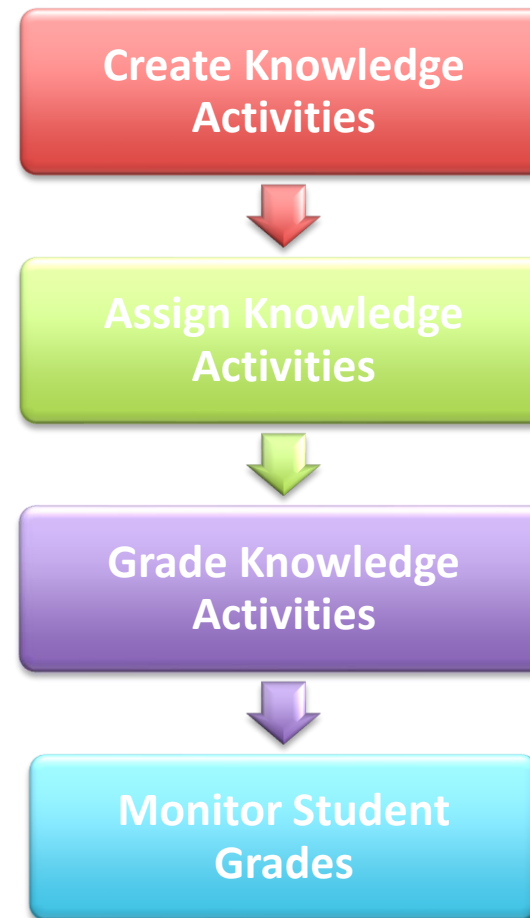 Create Knowledge
Activities
Assign Knowledge
Activities
Grade Knowledge
Activities
Monitor Student
Grades